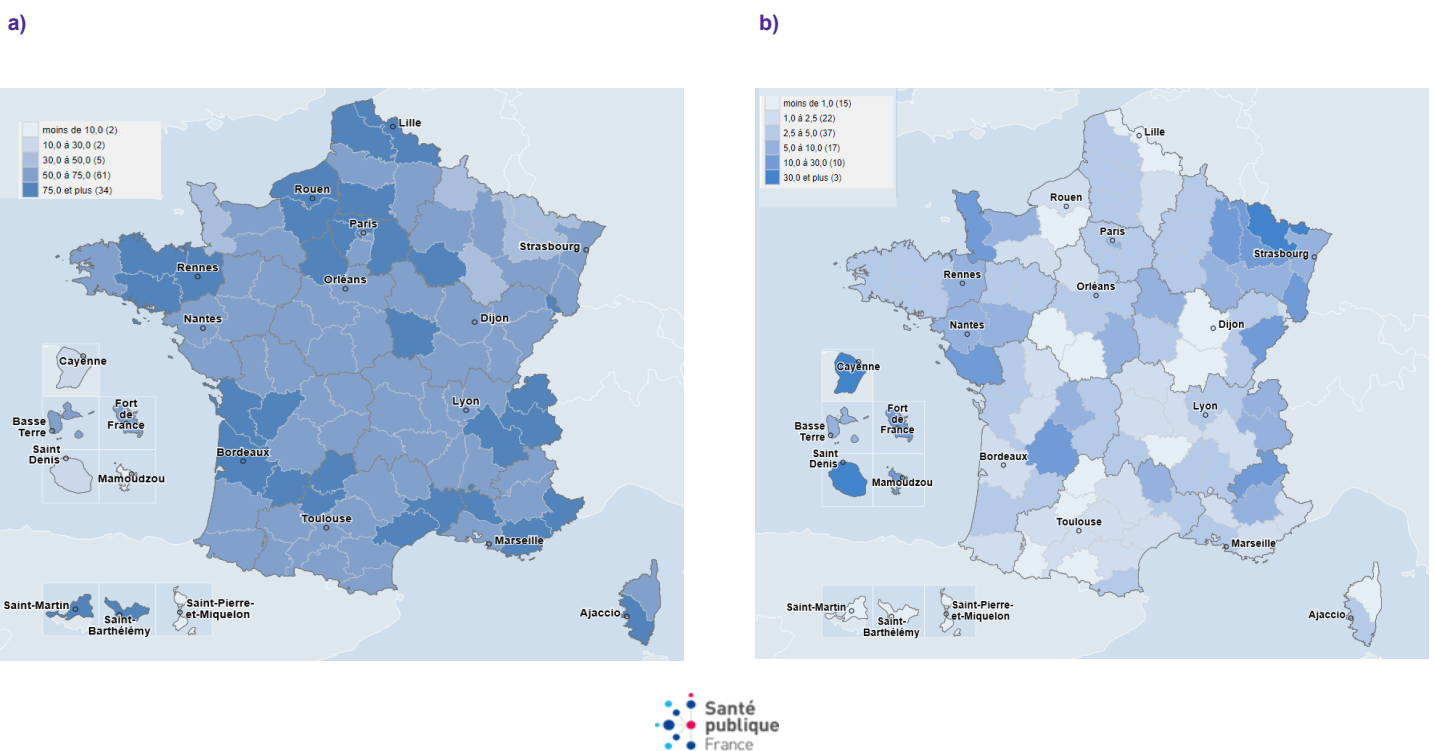 a)
b)
moins de 10,0 (2)
10,0 à 30,0 (2)
30,0 à 50,0 (5)
50,0 à 75,0 (61)
75,0 et plus (34)
Lille
Rouen
Paris
Strasbourg
Rennes
Orléans
Nantes
Dijon
Cayenne
Lyon
Basse
Terre
Fort
de
France
Saint
Denis
Bordeaux
Mamoudzou
Toulouse
Marseille
Saint-Martin
Saint-
Barthélémy
Saint-Pierre-
et-Miquelon
Ajaccio
moins de 1,0 (15)
1,0 à 2,5 (22)
2,5 à 5,0 (37)
5,0 à 10,0 (17)
10,0 à 30,0 (10)
30,0 et plus (3)
Lille
Rouen
Paris
Strasbourg
Rennes
Orléans
Nantes
Dijon
Cayenne
Lyon
Basse
Terre
Fort
de
France
Saint
Denis
Bordeaux
Mamoudzou
Toulouse
Marseille
Saint-Martin
Saint-
Barthélémy
Saint-Pierre-
et-Miquelon
Ajaccio
Santé
publique
France